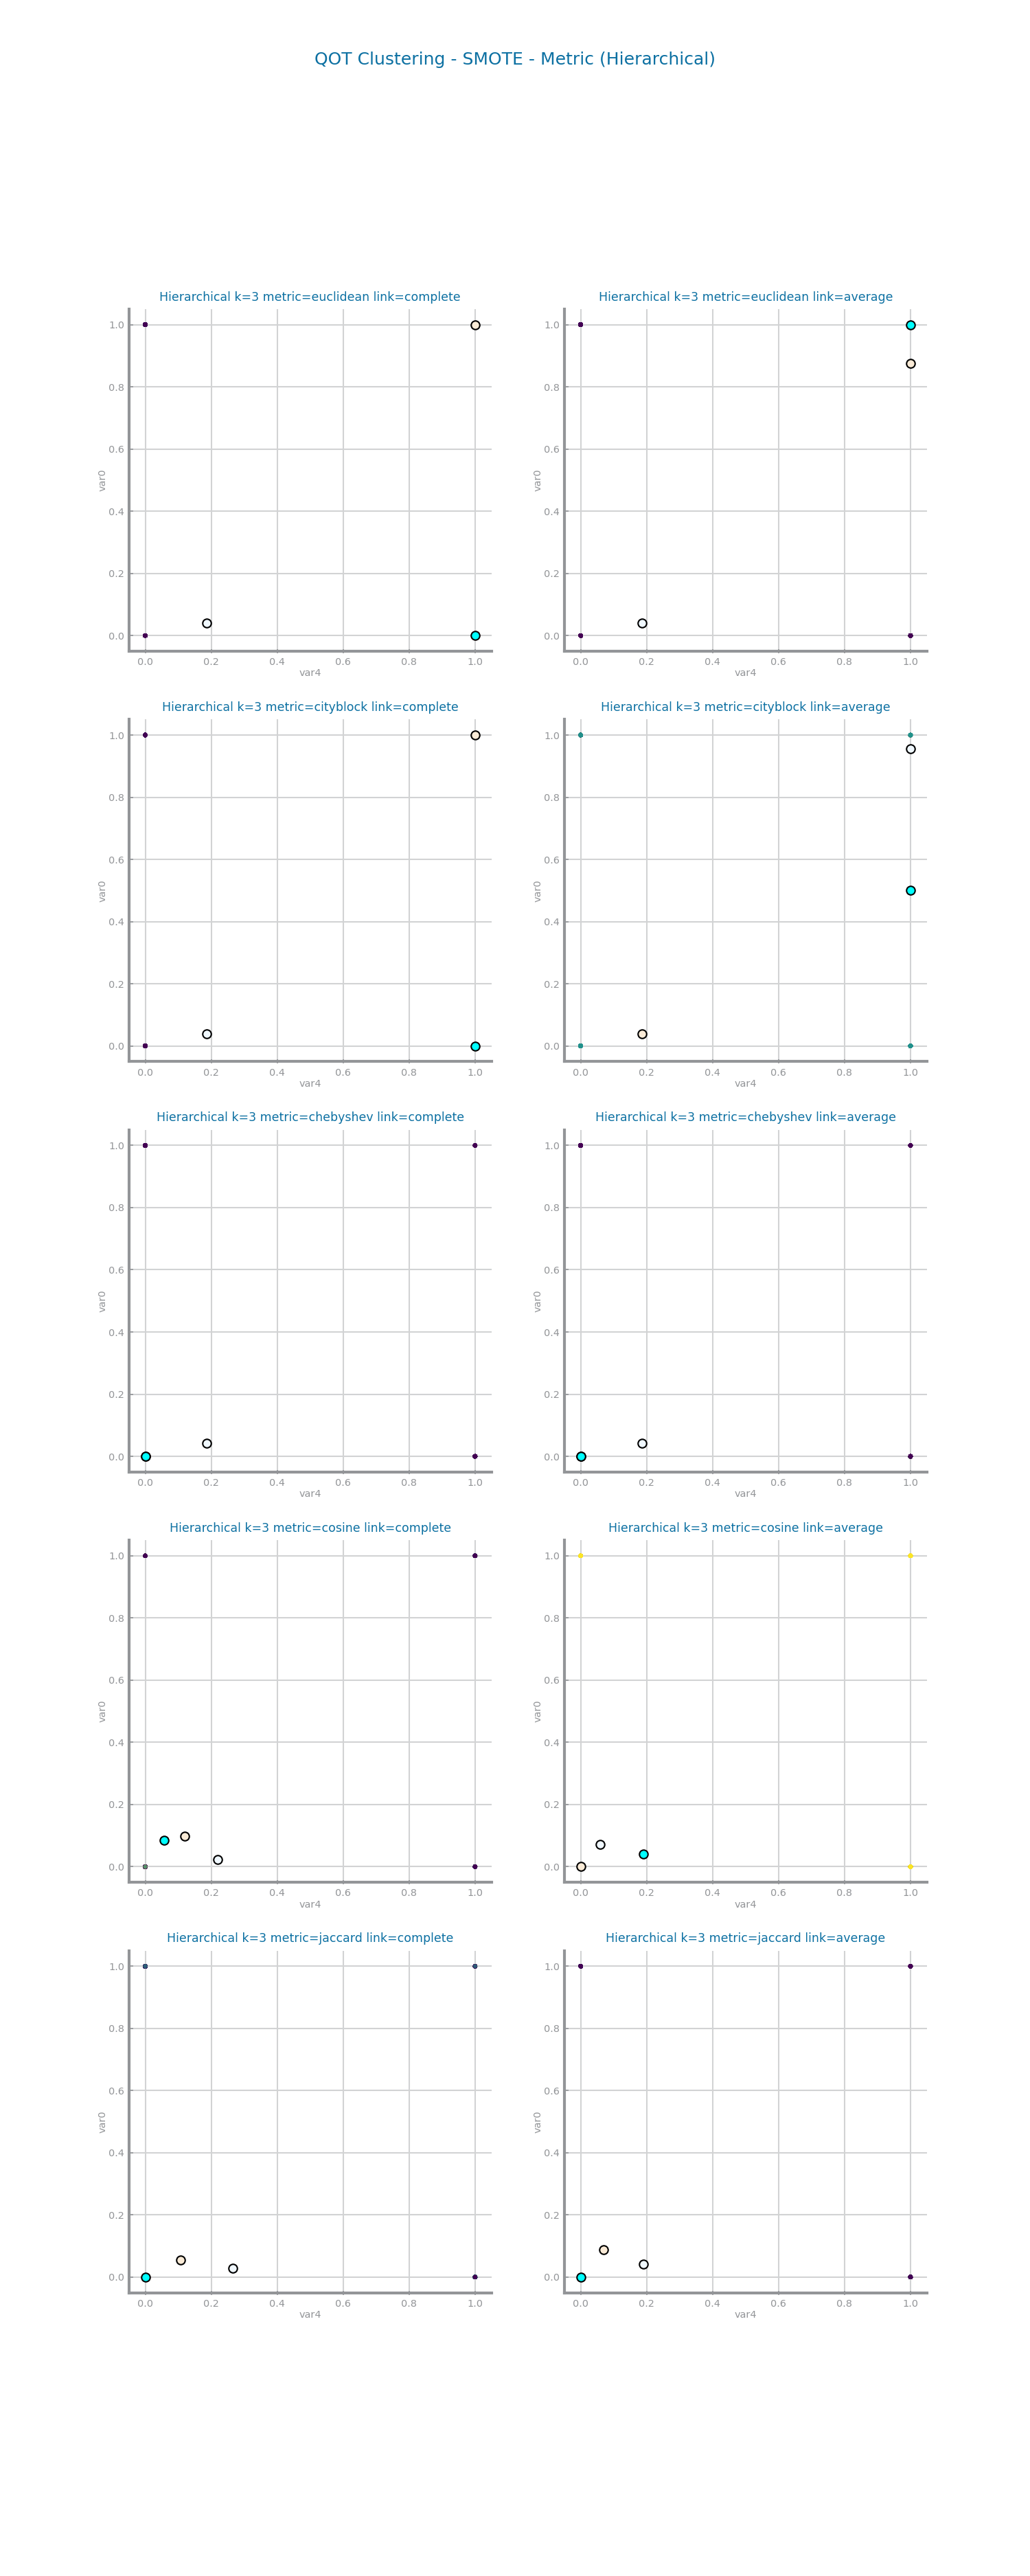 QOT Clustering - SMOTE - Metric (Hierarchical)
Hierarchical k=3 metric=euclidean link=complete
1.0
0.8
0.6
0.4
0.2
0.0
var0
0.0 0.2 0.4 0.6 0.8 1.0
var4
Hierarchical k=3 metric=euclidean link=average
1.0
0.8
0.6
0.4
0.2
0.0
var0
0.0 0.2 0.4 0.6 0.8 1.0
var4
Hierarchical k=3 metric=cityblock link=complete
1.0
0.8
0.6
0.4
0.2
0.0
var0
0.0 0.2 0.4 0.6 0.8 1.0
var4
Hierarchical k=3 metric=cityblock link=average
1.0
0.8
0.6
0.4
0.2
0.0
var0
0.0 0.2 0.4 0.6 0.8 1.0
var4
Hierarchical k=3 metric=chebyshev link=complete
1.0
0.8
0.6
0.4
0.2
0.0
var0
0.0 0.2 0.4 0.6 0.8 1.0
var4
Hierarchical k=3 metric=chebyshev link=average
1.0
0.8
0.6
0.4
0.2
0.0
var0
0.0 0.2 0.4 0.6 0.8 1.0
var4
Hierarchical k=3 metric=cosine link=complete
1.0
0.8
0.6
0.4
0.2
0.0
var0
0.0 0.2 0.4 0.6 0.8 1.0
var4
Hierarchical k=3 metric=cosine link=average
1.0
0.8
0.6
0.4
0.2
0.0
var0
0.0 0.2 0.4 0.6 0.8 1.0
var4
Hierarchical k=3 metric=jaccard link=complete
1.0
0.8
0.6
0.4
0.2
0.0
var0
0.0 0.2 0.4 0.6 0.8 1.0
var4
Hierarchical k=3 metric=jaccard link=average
1.0
0.8
0.6
0.4
0.2
0.0
var0
0.0 0.2 0.4 0.6 0.8 1.0
var4